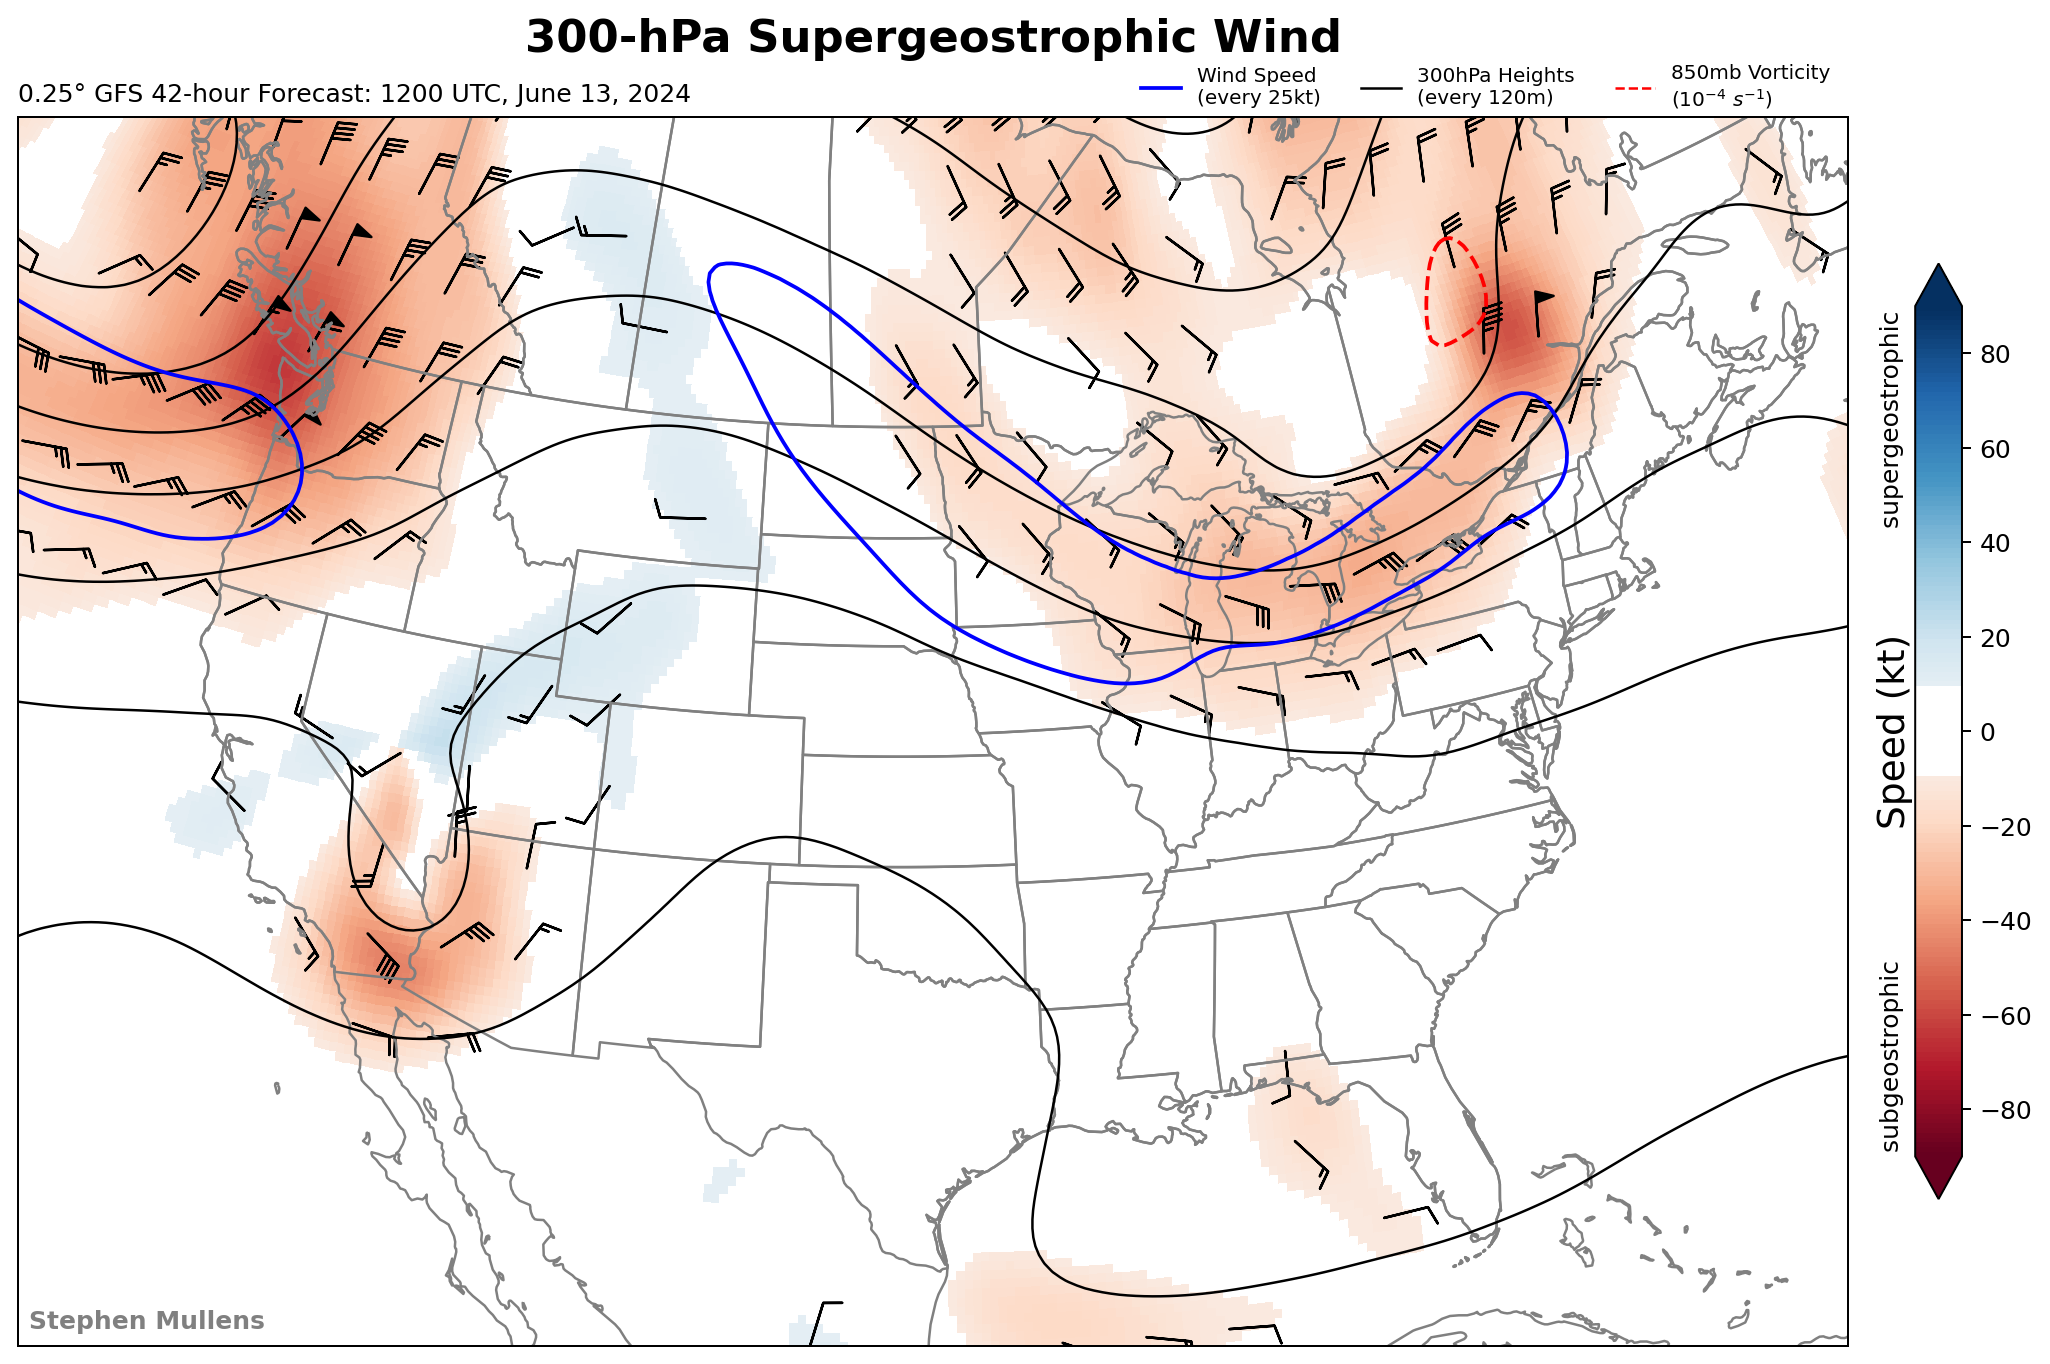 300-hPa Supergeostrophic Wind
0.25° GFS 42-hour Forecast: 1200 UTC, June 13, 2024
Wind Speed
(every 25kt)
300hPa Heights
(every 120m)
850mb Vorticity
(10⁻⁴ s⁻¹)
supergeostrophic
Speed (kt)
subgeostrophic
80
60
40
20
0
−20
−40
−60
−80
Stephen Mullens